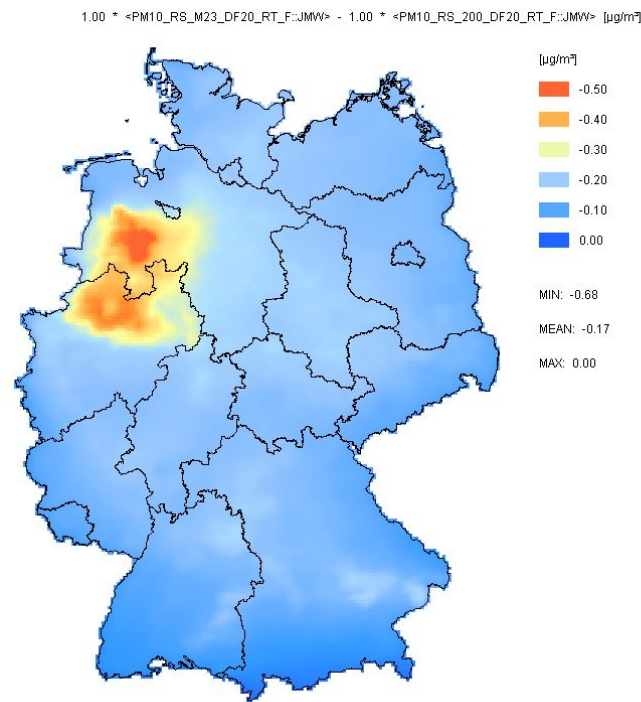 1.00 * <PM10_RS_M23_DF20_RT_F::JMW> - 1.00 * <PM10_RS_200_DF20_RT_F::JMW> [µg/m³]
[µg/m³]
-0.50
-0.40
-0.30
-0.20
-0.10
0.00
MIN: -0.68
MEAN: -0.17
MAX: 0.00